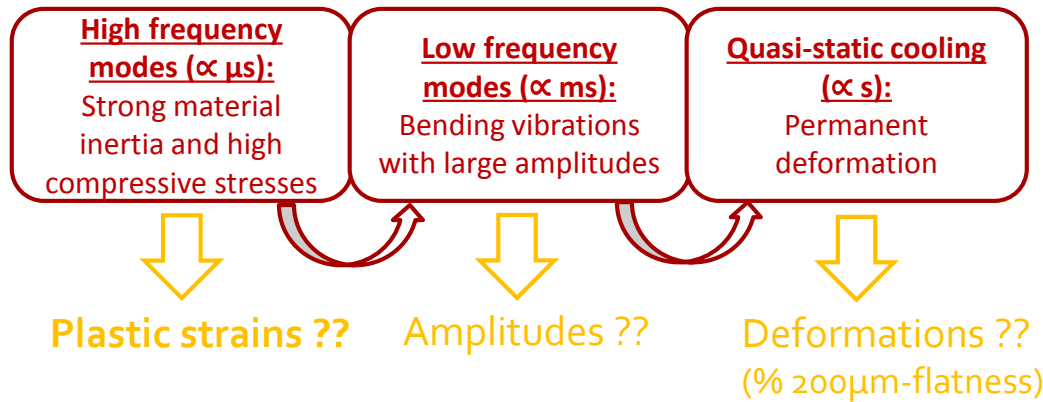 High frequency
modes (∝ µs):
Strong material
inertia and high
compressive stresses
Low frequency
modes (∝ ms):
Bending vibrations
with large amplitudes
Quasi-static cooling
(∝ s):
Permanent
deformation
Plastic strains ??
Amplitudes ??
Deformations ??
(% 200µm-flatness)